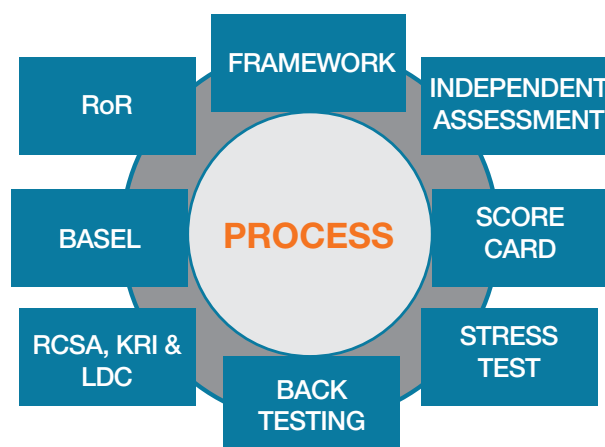 FRAMEWORK
INDEPENDENT
ASSESSMENT
SCORE
CARD
STRESS
TEST
BACK
TESTING
RCSA, KRI &
LDC
BASEL
RoR
PROCESS